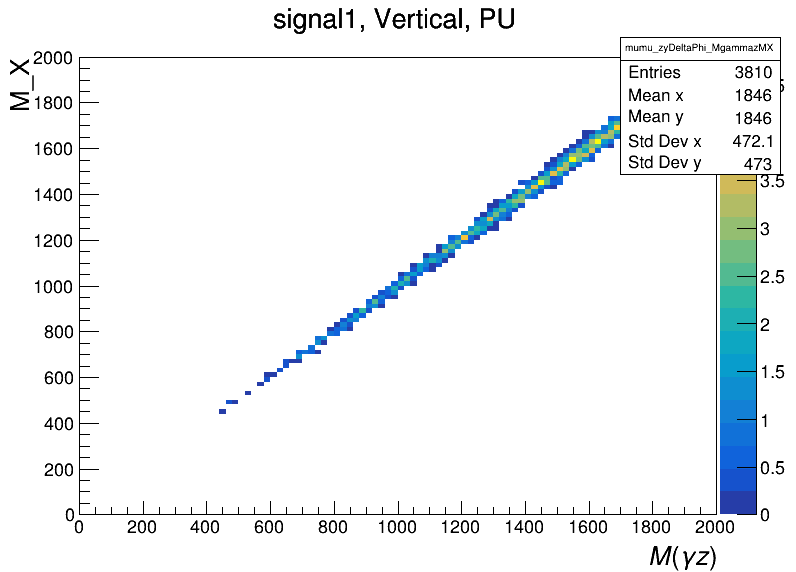 signal1, Vertical, PU
mumu_zyDeltaPhi_MgammazMX
Entries 3810
Mean x 1846
Mean y 1846
Std Dev x 472.1
Std Dev y 473
M_X
2000
1800
1600
1400
1200
1000
800
600
400
200
0
0 200 400 600 800 1000 1200 1400 1600 1800 2000
M(γz)
3.5
3
2.5
2
1.5
1
0.5
0